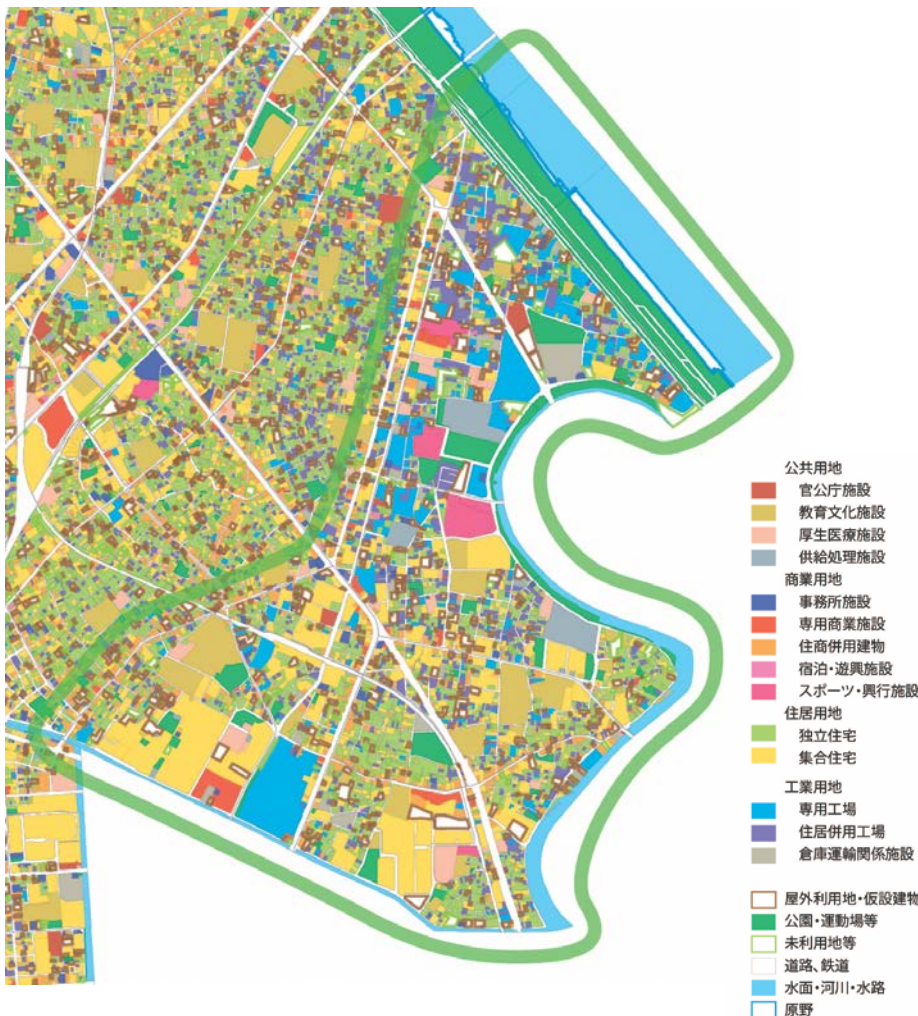 公共用地
官公庁施設
教育文化施設
厚生医療施設
供給処理施設
商業用地
事務所施設
専用商業施設
住商併用建物
宿泊・遊興施設
スポーツ・興行施設
住居用地
独立住宅
集合住宅
工業用地
専用工場
住居併用工場
倉庫運輸関係施設
屋外利用地・仮設建物
公園・運動場等
未利用地等
道路、鉄道
水面・河川・水路
原野